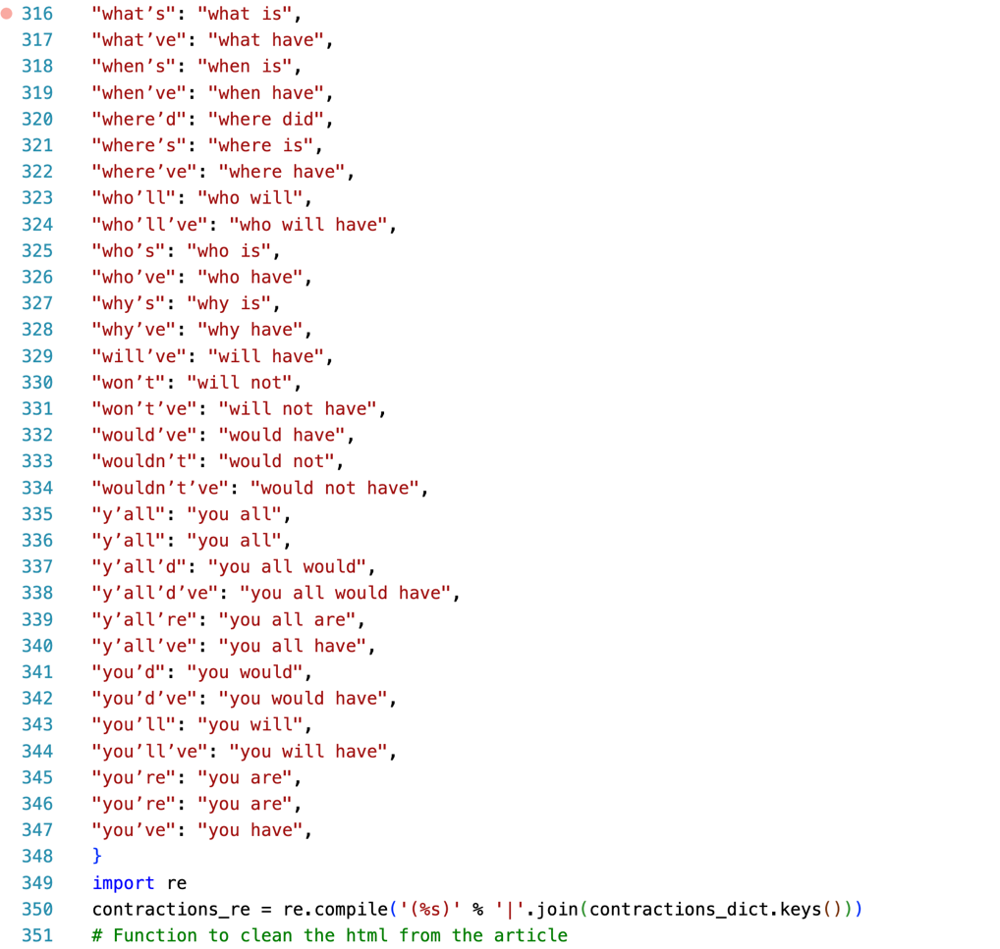 316 "what’s": "what is",
317 "what’ve": "what have",
318 "when’s": "when is",
319 "when’ve": "when have",
320 "where’d": "where did",
321 "where’s": "where is",
322 "where’ve": "where have",
323 "who’ll": "who will",
324 "who’ll’ve": "who will have",
325 "who’s": "who is",
326 "who’ve": "who have",
327 "why’s": "why is",
328 "why’ve": "why have",
329 "will’ve": "will have",
330 "won’t": "will not",
331 "won’t’ve": "will not have",
332 "would’ve": "would have",
333 "wouldn’t": "would not",
334 "wouldn’t’ve": "would not have",
335 "y’all": "you all",
336 "y’all": "you all",
337 "y’all’d": "you all would",
338 "y’all’d’ve": "you all would have",
339 "y’all’re": "you all are",
340 "y’all’ve": "you all have",
341 "you’d": "you would",
342 "you’d’ve": "you would have",
343 "you’ll": "you will",
344 "you’ll’ve": "you will have",
345 "you’re": "you are",
346 "you’re": "you are",
347 "you’ve": "you have",
348 }
349 import re
350 contractions_re = re.compile('(%s)' % '|'.join(contractions_dict.keys()))
351 # Function to clean the html from the article